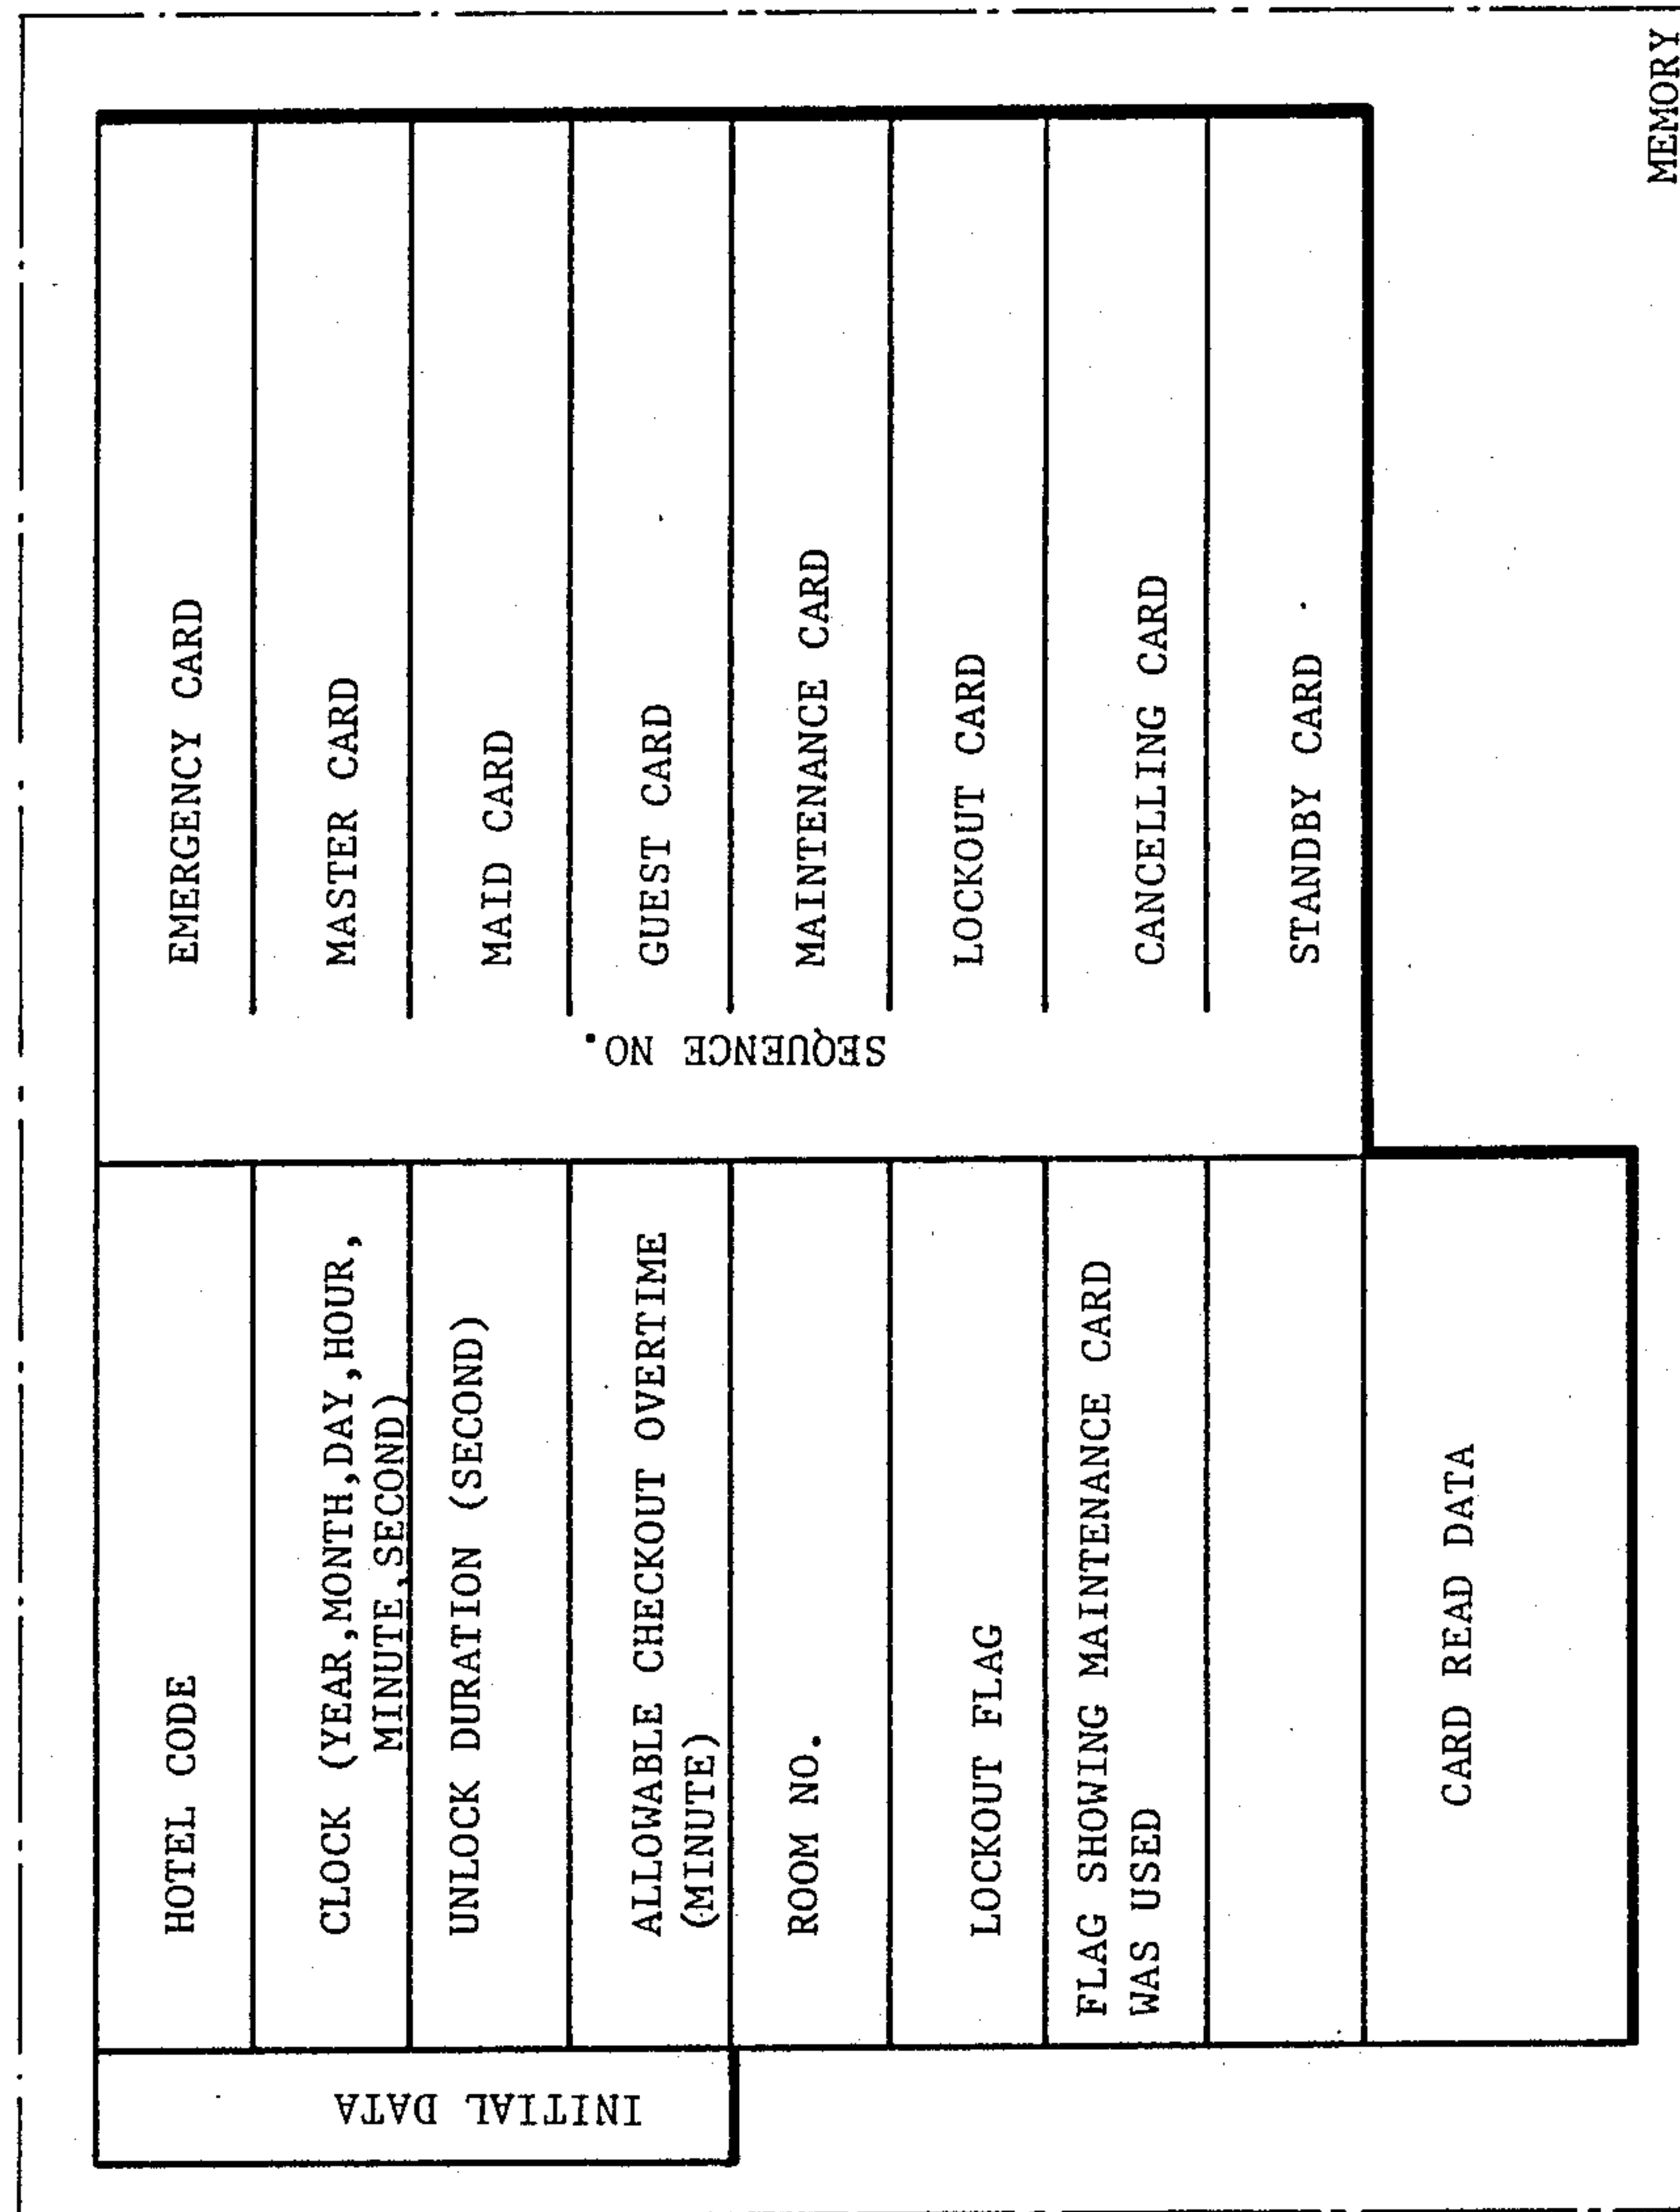 INITIAL DATA
HOTEL CODE
CLOCK (YEAR,MONTH,DAY,HOUR,
MINUTE,SECOND)
UNLOCK DURATION (SECOND)
ALLOWABLE CHECKOUT OVERTIME
(MINUTE)
ROOM NO.
LOCKOUT FLAG
FLAG SHOWING MAINTENANCE CARD
WAS USED
CARD READ DATA
SEQUENCE NO.
EMERGENCY CARD
MASTER CARD
MAID CARD
GUEST CARD
MAINTENANCE CARD
LOCKOUT CARD
CANCELLING CARD
STANDBY CARD
MEMORY